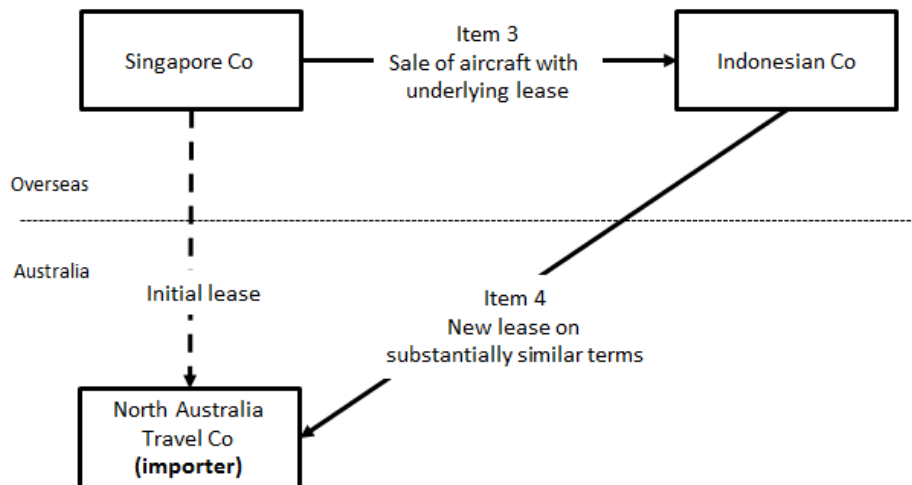 Singapore Co
Item 3
Sale of aircraft with
underlying lease
Indonesian Co
Overseas
Australia
Initial lease
Item 4
New lease on
substantially similar terms
North Australia
Travel Co
(importer)